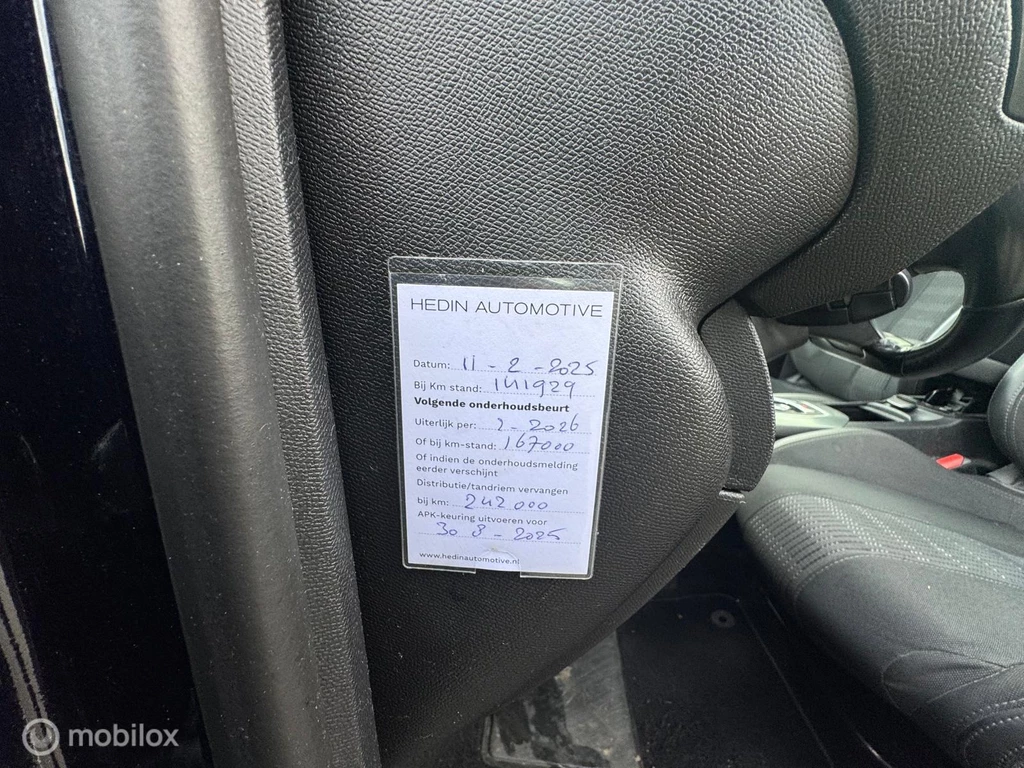 HEDIN AUTOMOTIVE
Datum: 11 - 2 - 2025
Bij Km stand: 141929
Volgende onderhoudsbeurt
Uiterlijk per: 2 - 2026
Of bij km-stand: 167000
Of indien de onderhoudsmelding
eerder verschijnt
Distributie/tandriem vervangen
bij km: 242.000
APK-keuring uitvoeren voor
30 8 - 2025
www.hedinautomotive.nl
mobilox